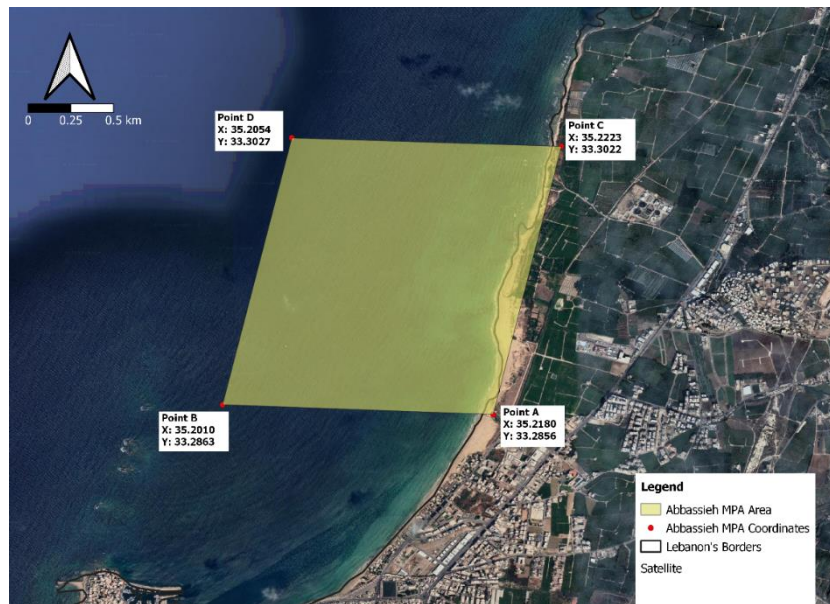 0 0.25 0.5 km
Point D
X: 35.2054
Y: 33.3027
Point C
X: 35.2223
Y: 33.3022
Point B
X: 35.2010
Y: 33.2863
Point A
X: 35.2180
Y: 33.2856
Legend
Abbassieh MPA Area
Abbassieh MPA Coordinates
Lebanon's Borders
Satellite